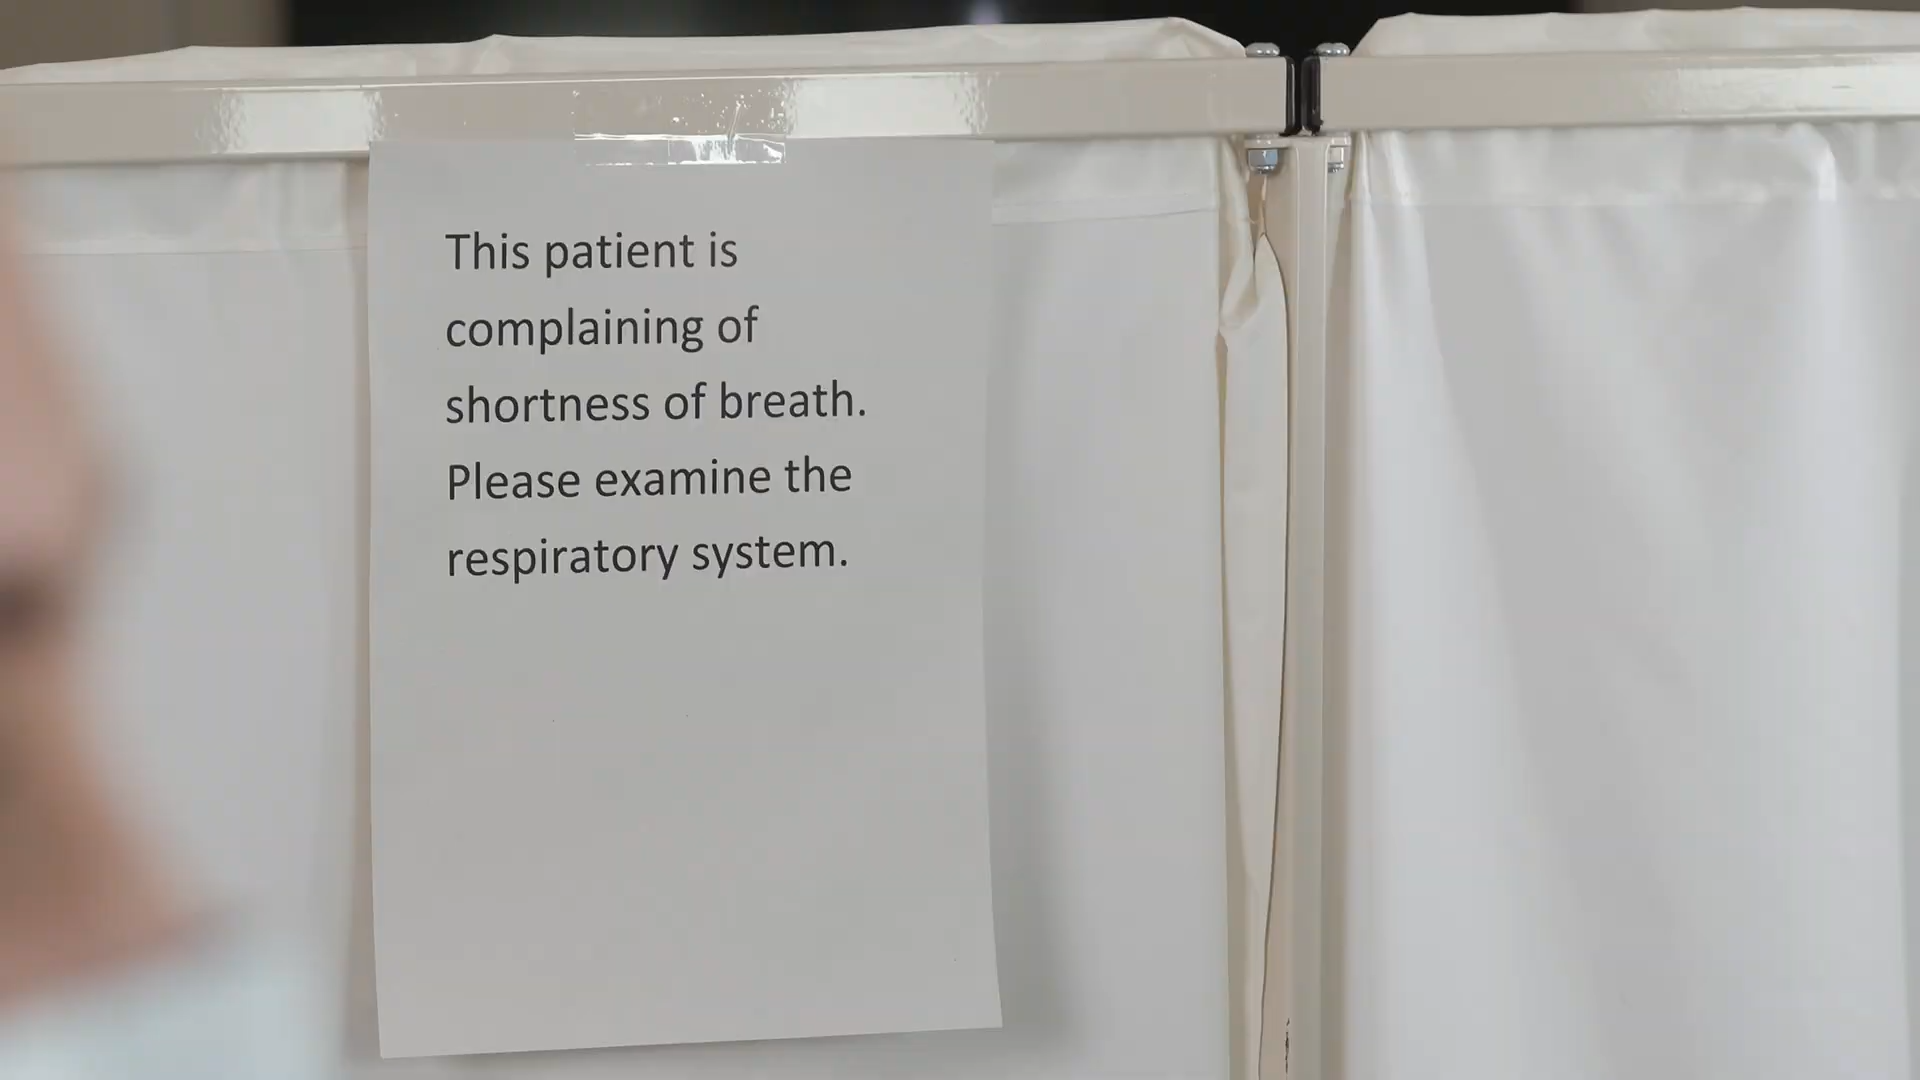 This patient is
complaining of
shortness of breath.
Please examine the
respiratory system.